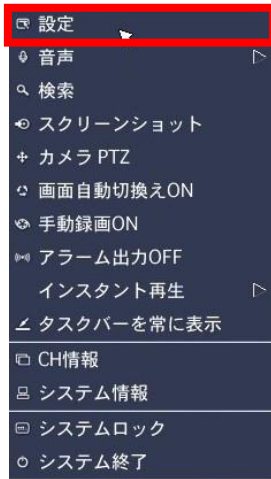 設定
音声
検索
スクリーンショット
カメラ PTZ
画面自動切換えON
手動録画ON
アラーム出力OFF
インスタント再生
タスクバーを常に表示
CH情報
システム情報
システムロック
システム終了